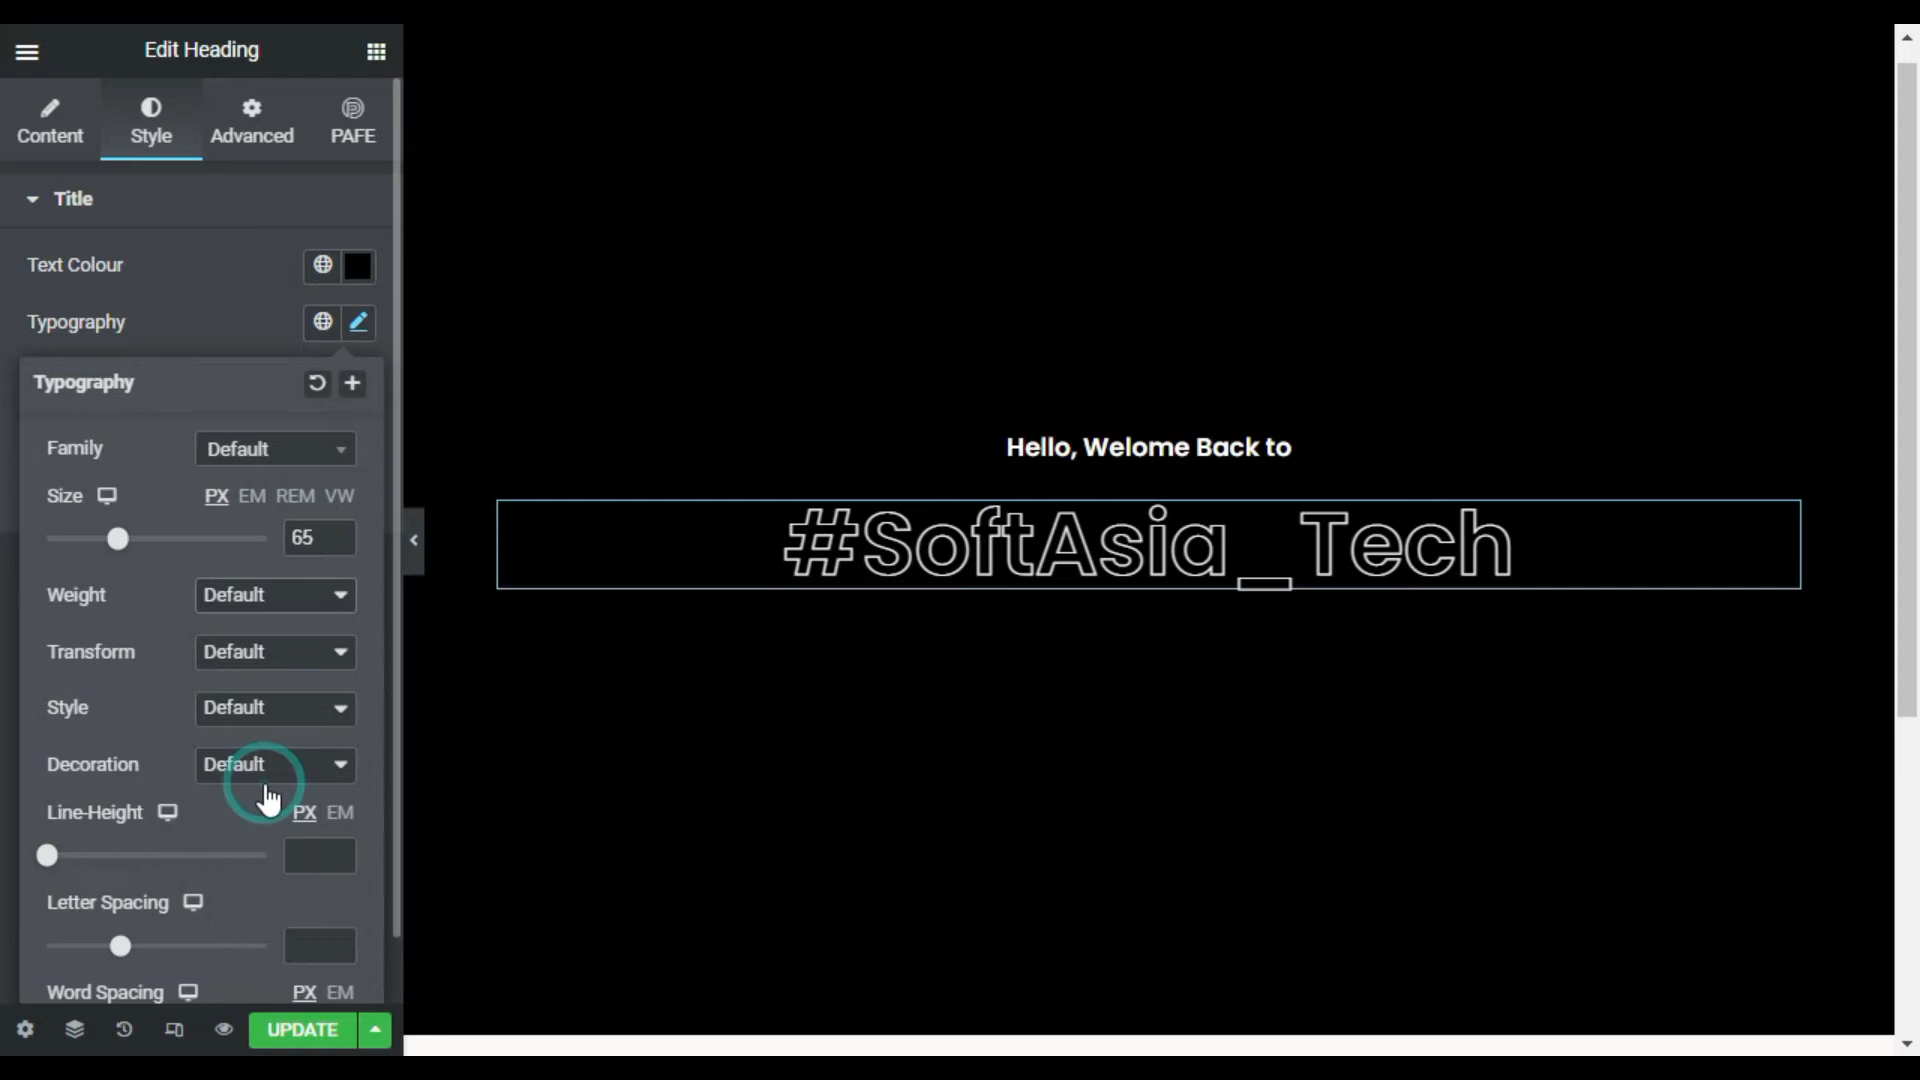 Edit Heading
Content Style Advanced PAFE
Title
Text Colour
Typography
Typography
Family Default
Size PX EM REM VW
65
Weight Default
Transform Default
Style Default
Decoration Default
Line-Height PX EM
Letter Spacing
Word Spacing PX EM
UPDATE
Hello, Welome Back to
#SoftAsia_Tech